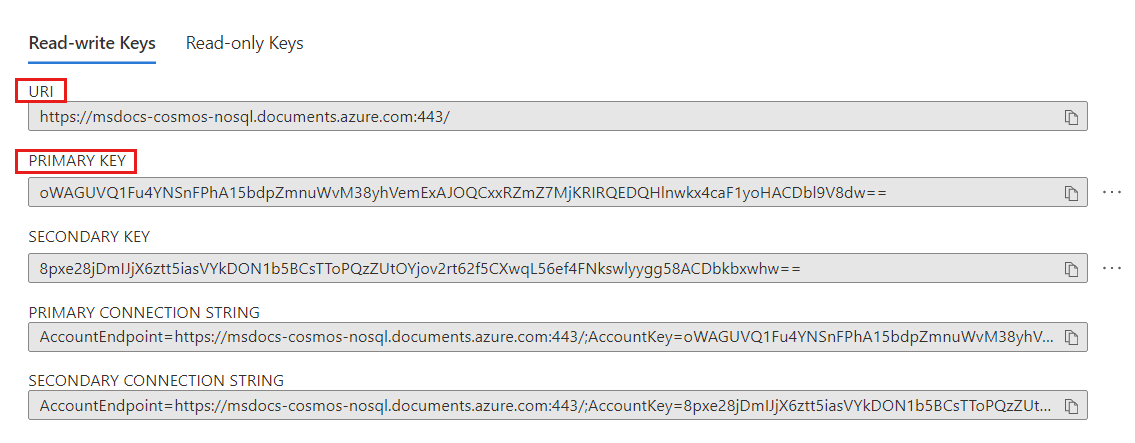 Read-write Keys Read-only Keys
URI
https://msdocs-cosmos-nosql.documents.azure.com:443/
PRIMARY KEY
oWAGUVQ1Fu4YNSnFPhA15bdpZmnuWvM38yhVemExAJOQCxxRZmZ7MjKRIRQEDQHlnwkx4caF1yoHACDbl9V8dw==
SECONDARY KEY
8pxe28jDmIJjX6ztt5iasVYkDON1b5BCsTToPQzZUtOYjov2rt62f5CXwqL56ef4FNkswlyygg58ACDbkbxwhw==
PRIMARY CONNECTION STRING
AccountEndpoint=https://msdocs-cosmos-nosql.documents.azure.com:443/;AccountKey=oWAGUVQ1Fu4YNSnFPhA15bdpZmnuWvM38yhV...
SECONDARY CONNECTION STRING
AccountEndpoint=https://msdocs-cosmos-nosql.documents.azure.com:443/;AccountKey=8pxe28jDmIJjX6ztt5iasVYkDON1b5BCsTToPQzZUt...